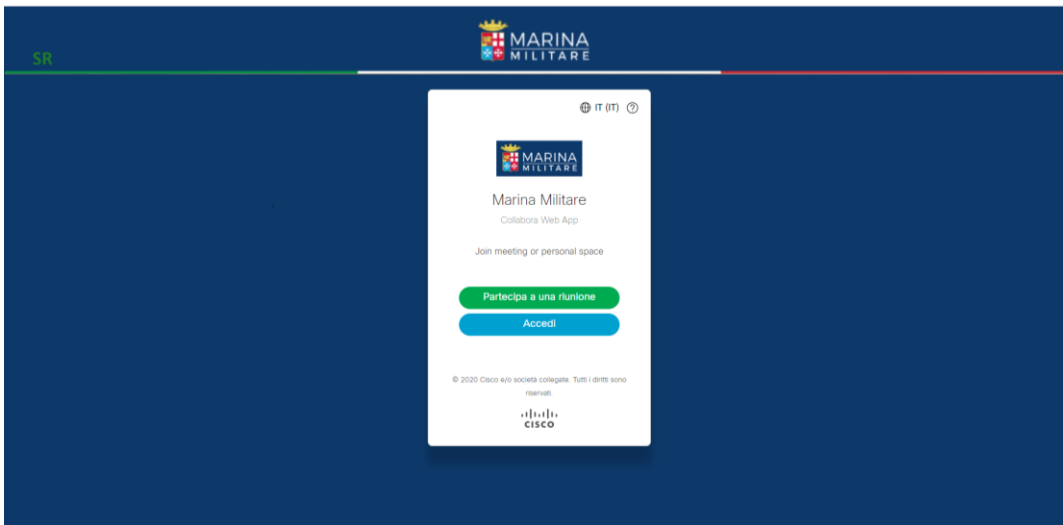 MARINA
MILITARE
SR
IT (IT)
MARINA
MILITARE
Marina Militare
Collabora Web App
Join meeting or personal space
Partecipa a una riunione
Accedi
© 2020 Cisco e/o società collegate. Tutti i diritti sono
riservati.
CISCO